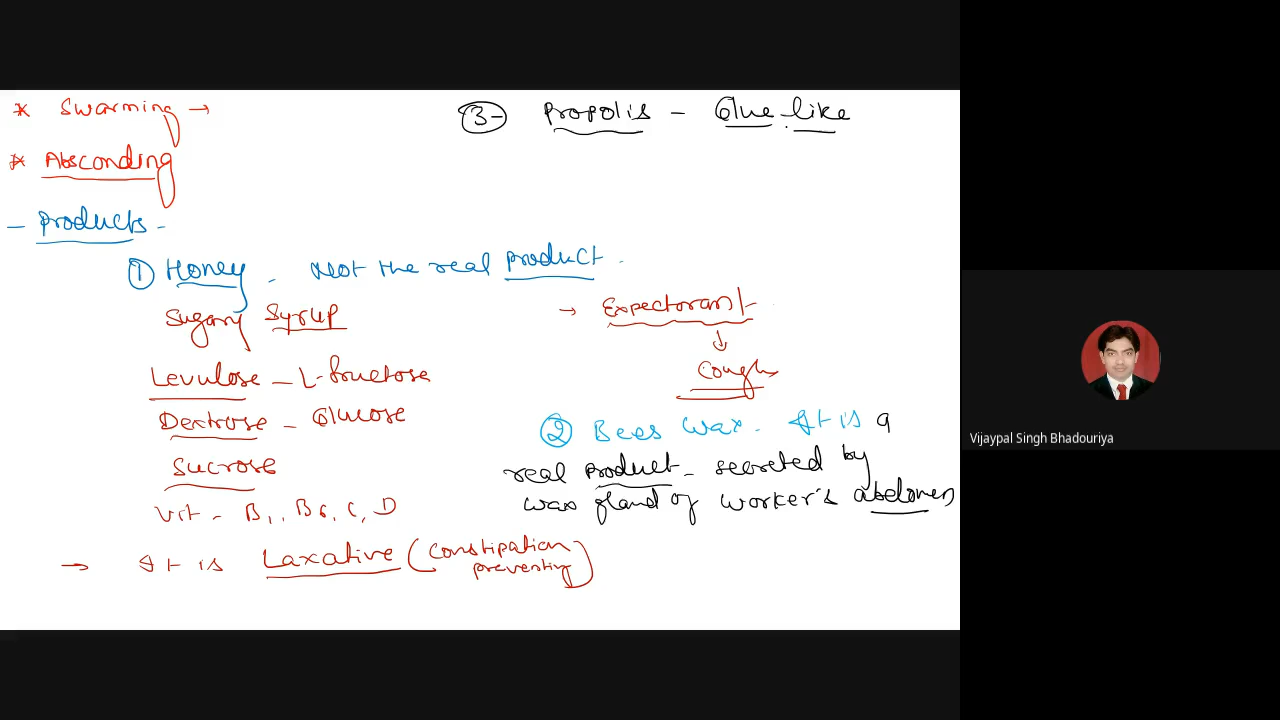 * Swarming →
* Absconding
- Products -
① Honey - Not the real product.
Sugary Syrup
Levulose - L-fructose
Dextrose - Glucose
Sucrose
Vit - B1, B6, C, D
→ It is Laxative (Constipation preventing)
→ Expectorant
↓
Cough
② Bees wax - It is a
real product - secreted by
wax gland of worker's abdomen
③- Propolis - Glue-like
Vijaypal Singh Bhadouriya